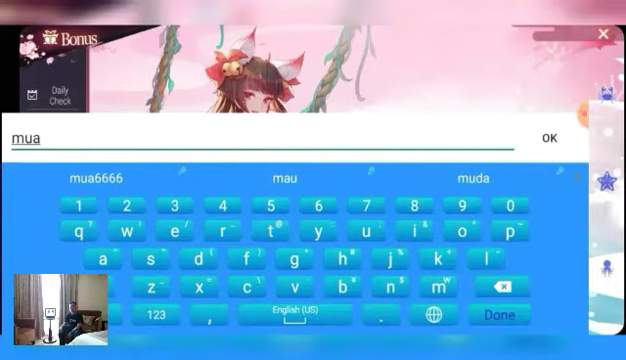 Bonus
Daily
Check
mua
OK
mua6666 mau muda
1 2 3 4 5 6 7 8 9 0
q w e r t y u i o p
a s d f g h j k l
z x c v b n m
123 , English (US) . Done